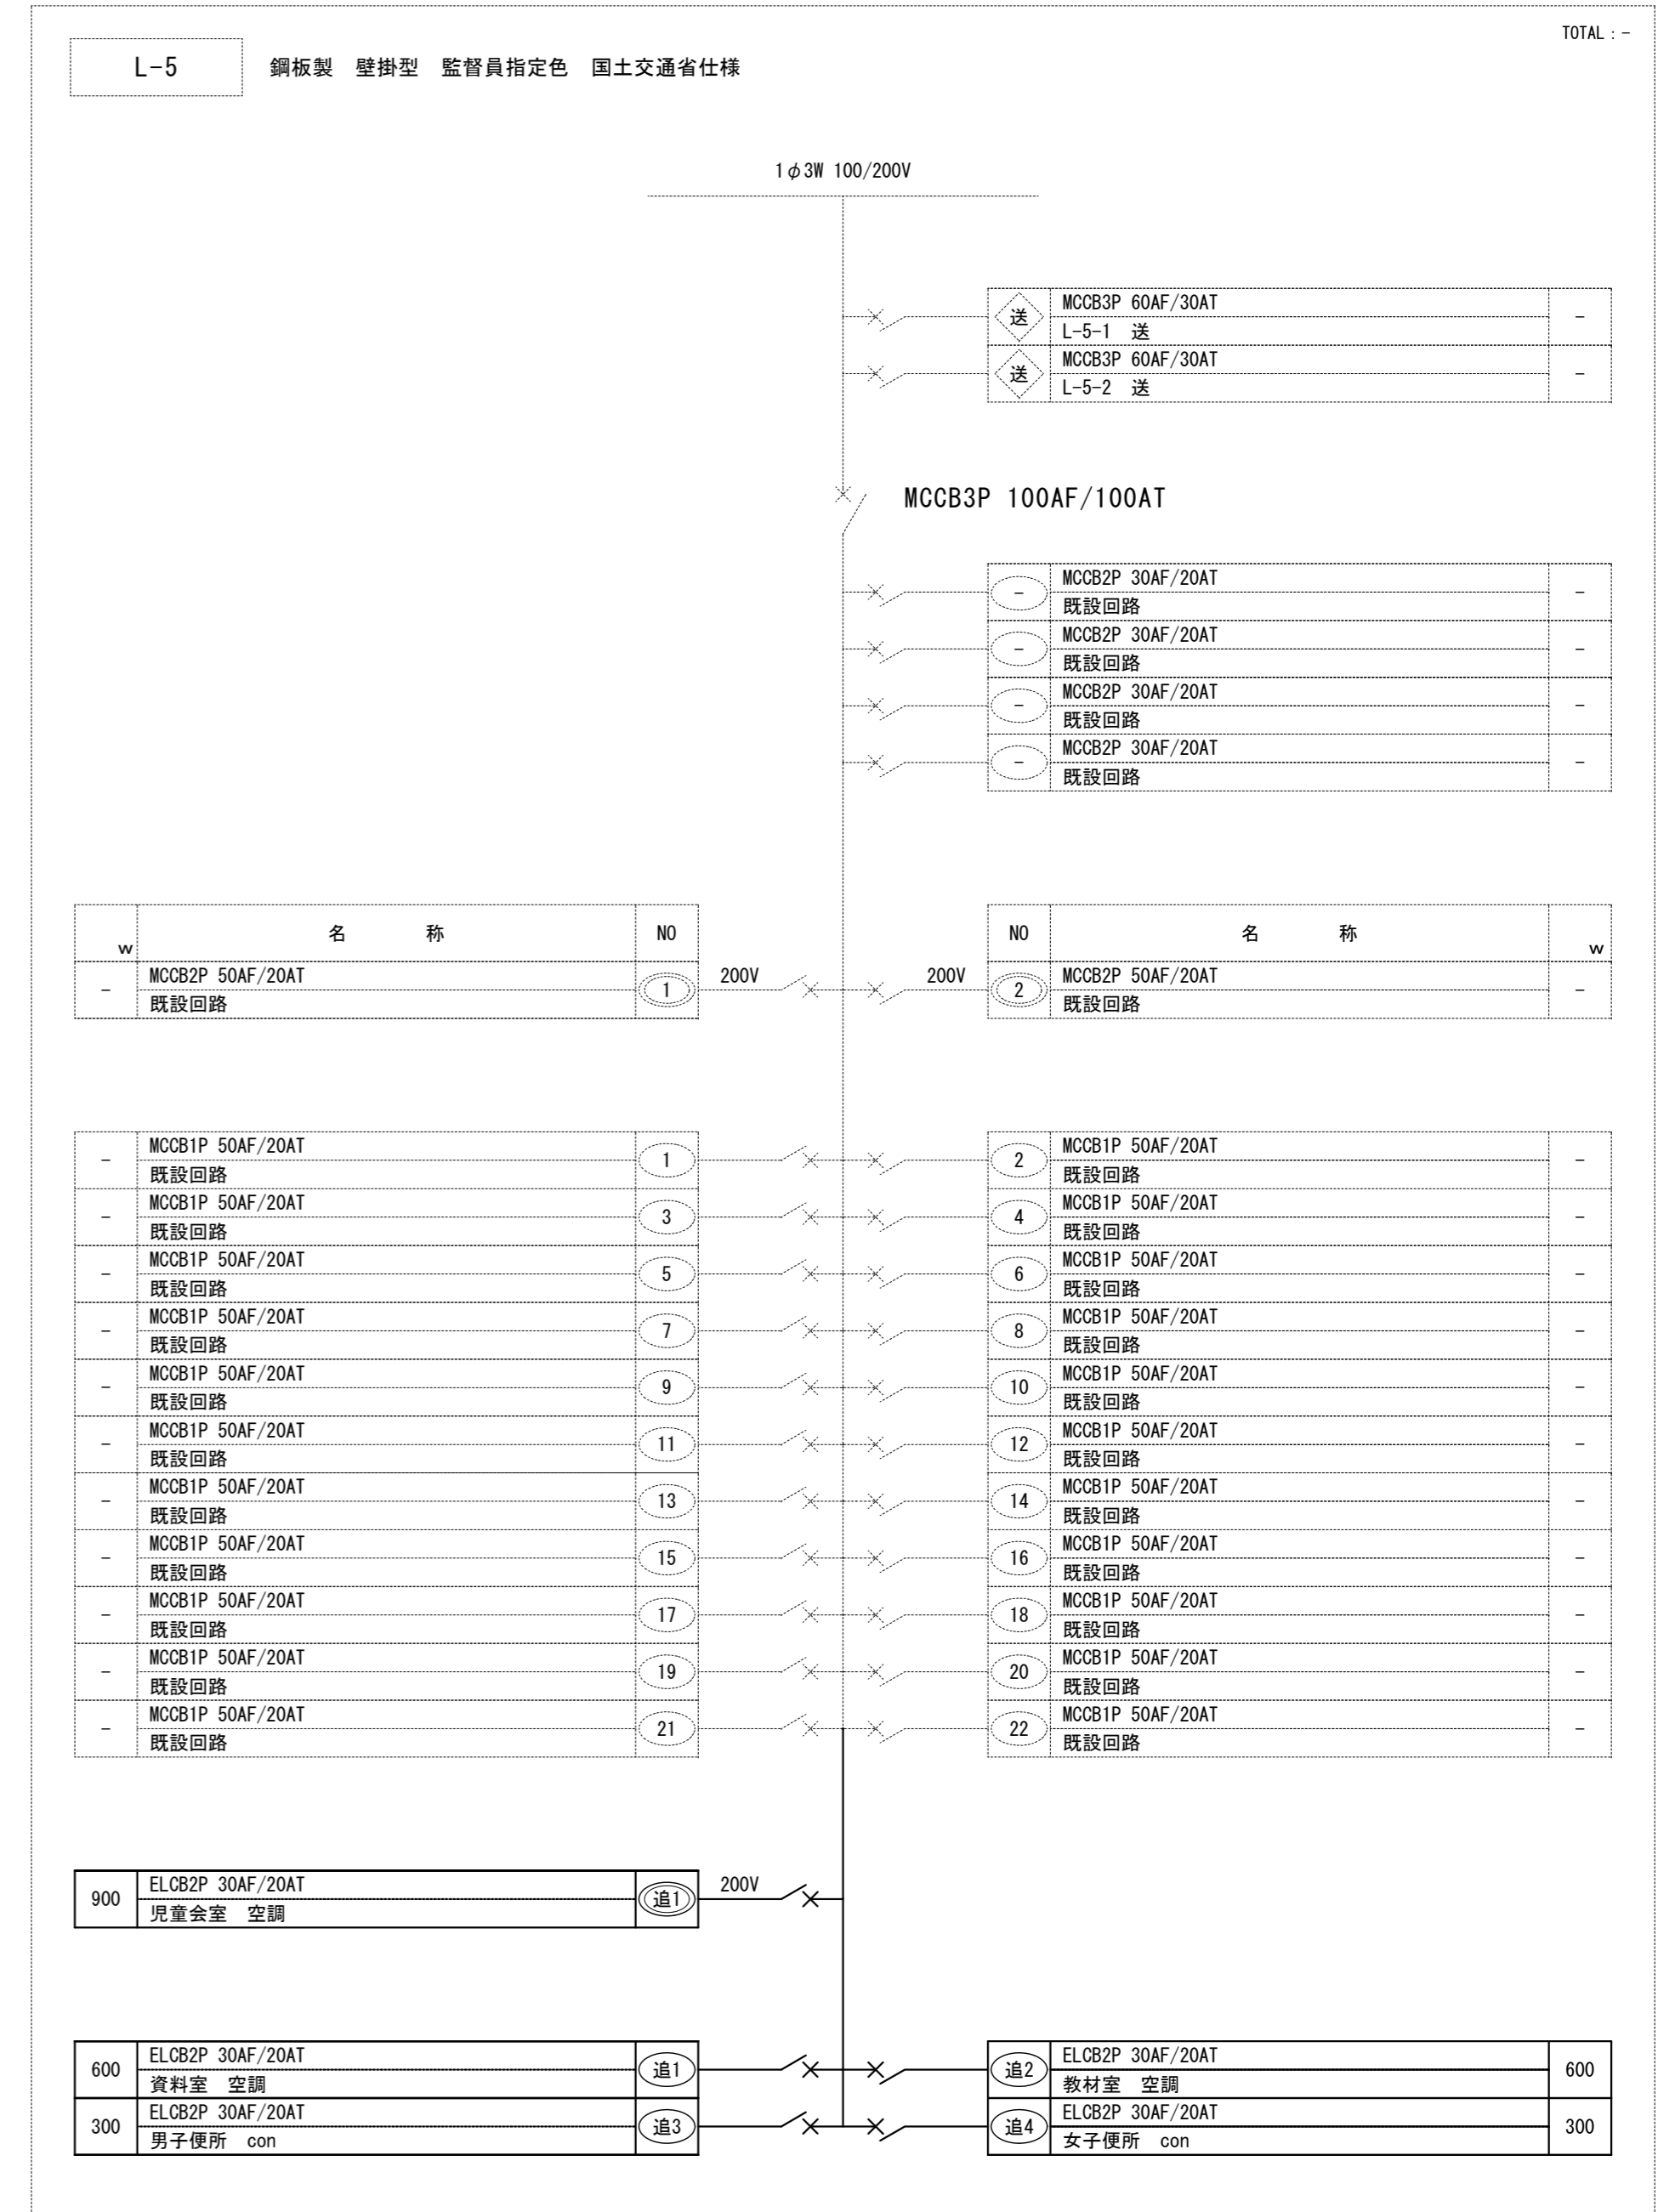 TOTAL：-
L-5
鋼板製　壁掛型　監督員指定色　国土交通省仕様
1φ3W 100/200V
送
MCCB3P 60AF/30AT
L-5-1　送
-
送
MCCB3P 60AF/30AT
L-5-2　送
-
MCCB3P 100AF/100AT
-
MCCB2P 30AF/20AT
既設回路
-
-
MCCB2P 30AF/20AT
既設回路
-
-
MCCB2P 30AF/20AT
既設回路
-
-
MCCB2P 30AF/20AT
既設回路
-
W 名　称 NO
NO 名　称 W
- MCCB2P 50AF/20AT 1 200V
既設回路
200V 2 MCCB2P 50AF/20AT -
既設回路
- MCCB1P 50AF/20AT 1
既設回路
2 MCCB1P 50AF/20AT -
既設回路
- MCCB1P 50AF/20AT 3
既設回路
4 MCCB1P 50AF/20AT -
既設回路
- MCCB1P 50AF/20AT 5
既設回路
6 MCCB1P 50AF/20AT -
既設回路
- MCCB1P 50AF/20AT 7
既設回路
8 MCCB1P 50AF/20AT -
既設回路
- MCCB1P 50AF/20AT 9
既設回路
10 MCCB1P 50AF/20AT -
既設回路
- MCCB1P 50AF/20AT 11
既設回路
12 MCCB1P 50AF/20AT -
既設回路
- MCCB1P 50AF/20AT 13
既設回路
14 MCCB1P 50AF/20AT -
既設回路
- MCCB1P 50AF/20AT 15
既設回路
16 MCCB1P 50AF/20AT -
既設回路
- MCCB1P 50AF/20AT 17
既設回路
18 MCCB1P 50AF/20AT -
既設回路
- MCCB1P 50AF/20AT 19
既設回路
20 MCCB1P 50AF/20AT -
既設回路
- MCCB1P 50AF/20AT 21
既設回路
22 MCCB1P 50AF/20AT -
既設回路
900 ELCB2P 30AF/20AT 追1 200V
児童会室　空調
600 ELCB2P 30AF/20AT 追1
資料室　空調
追2 ELCB2P 30AF/20AT 600
教材室　空調
300 ELCB2P 30AF/20AT 追3
男子便所　con
追4 ELCB2P 30AF/20AT 300
女子便所　con